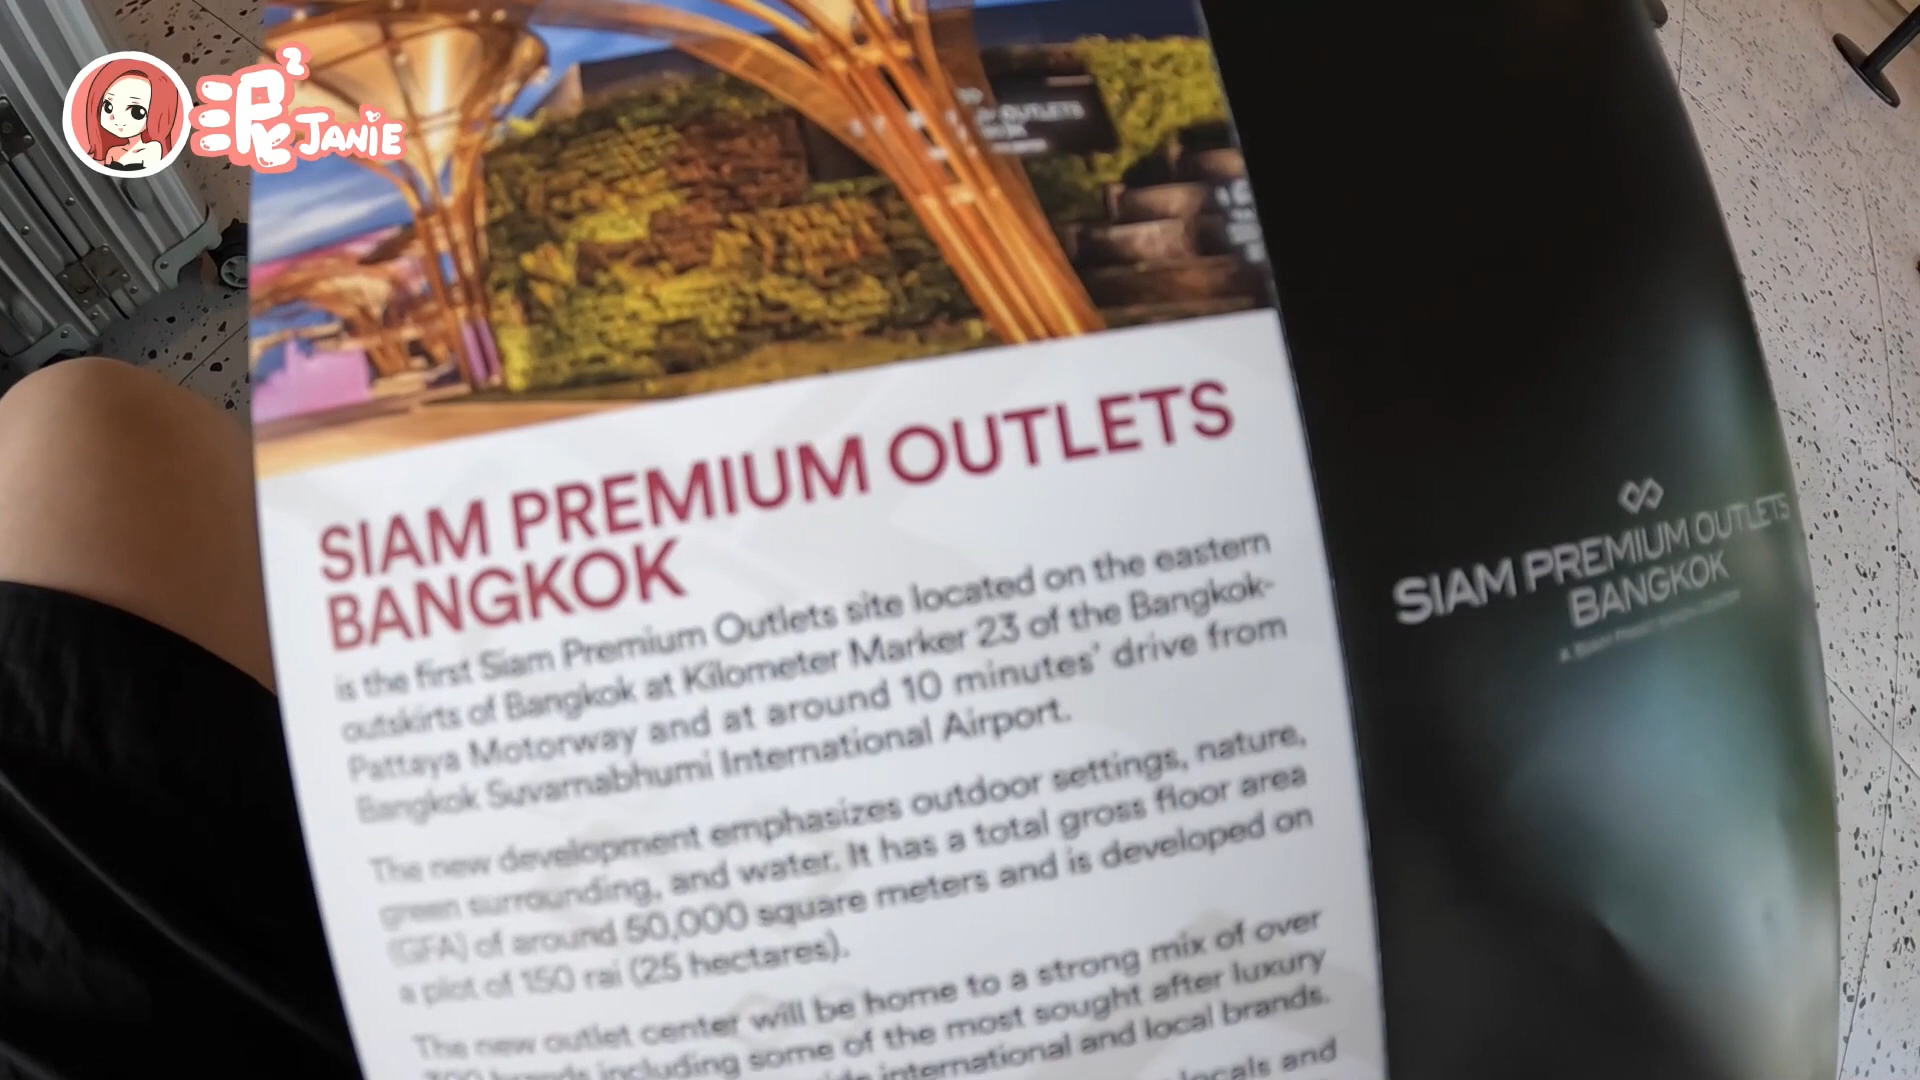 泯2 JANIE
OUTLETS
SIAM PREMIUM OUTLETS
BANGKOK
is the first Siam Premium Outlets site located on the eastern
outskirts of Bangkok at Kilometer Marker 23 of the Bangkok-
Pattaya Motorway and at around 10 minutes' drive from
Bangkok Suvarnabhumi International Airport.
The new development emphasizes outdoor settings, nature,
green surrounding, and water. It has a total gross floor area
(GFA) of around 50,000 square meters and is developed on
a plot of 150 rai (25 hectares).
The new outlet center will be home to a strong mix of over
300 brands including some of the most sought after luxury
international and local brands.
locals and
SIAM PREMIUM OUTLETS
BANGKOK